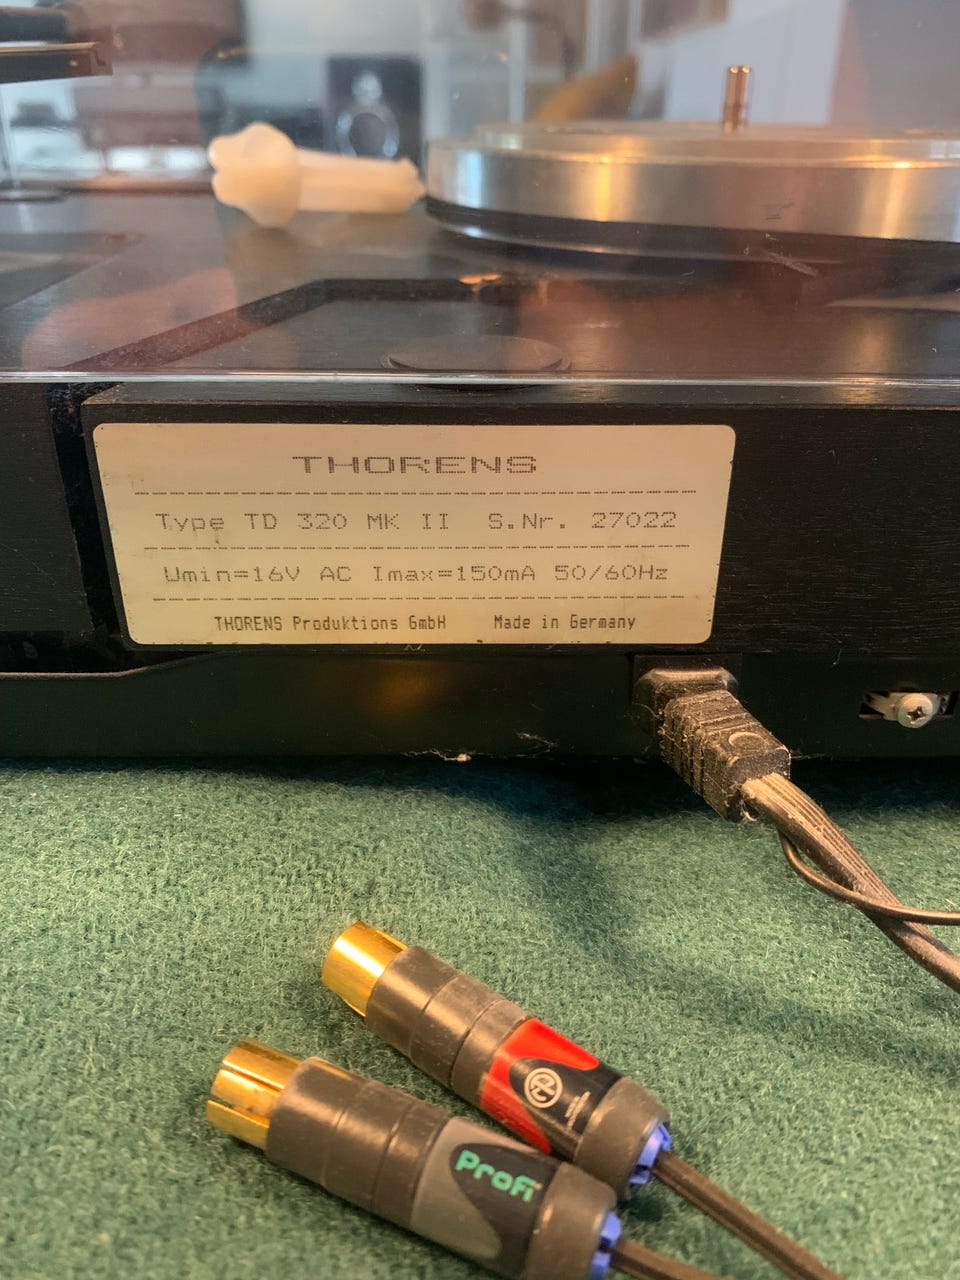 THORENS
Type TD 320 MK II S.Nr. 27022
Umin=16V AC Imax=150mA 50/60Hz
THORENS Produktions GmbH Made in Germany
Profi